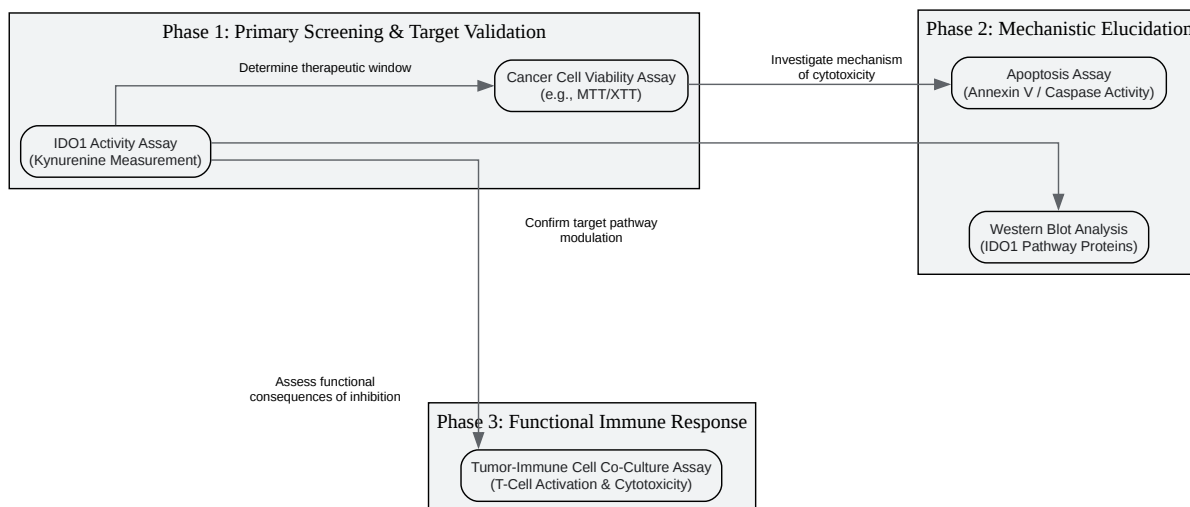 Phase 1: Primary Screening & Target Validation
Determine therapeutic window
Cancer Cell Viability Assay
(e.g., MTT/XTT)
IDO1 Activity Assay
(Kynurenine Measurement)
Investigate mechanism
of cytotoxicity
Phase 2: Mechanistic Elucidation
Apoptosis Assay
(Annexin V / Caspase Activity)
Confirm target pathway
modulation
Western Blot Analysis
(IDO1 Pathway Proteins)
Assess functional
consequences of inhibition
Phase 3: Functional Immune Response
Tumor-Immune Cell Co-Culture Assay
(T-Cell Activation & Cytotoxicity)